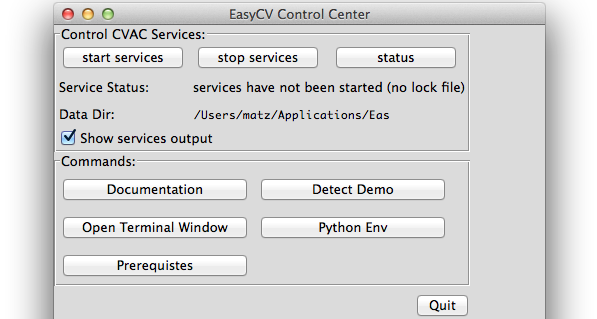 EasyCV Control Center
Control CVAC Services:
start services stop services status
Service Status: services have not been started (no lock file)
Data Dir: /Users/matz/Applications/Eas
Show services output
Commands:
Documentation Detect Demo
Open Terminal Window Python Env
Prerequistes
Quit